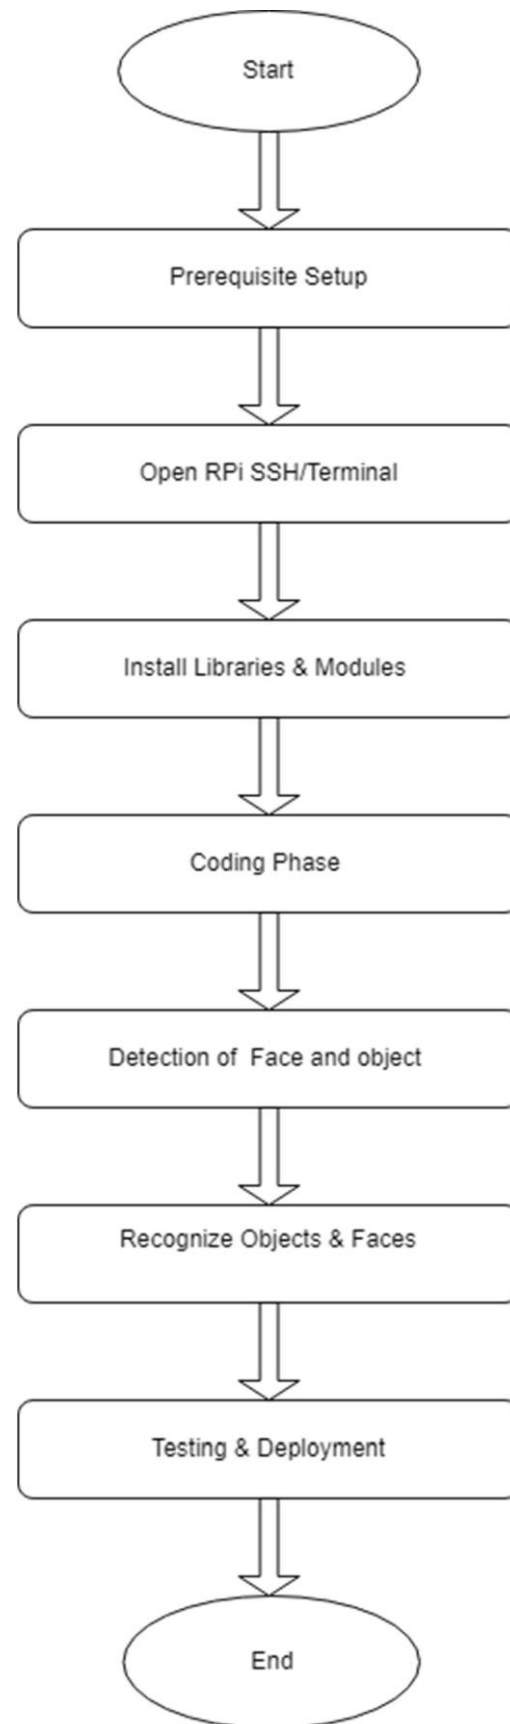 Start
Prerequisite Setup
Open RPi SSH/Terminal
Install Libraries & Modules
Coding Phase
Detection of  Face and object
Recognize Objects & Faces
Testing & Deployment
End